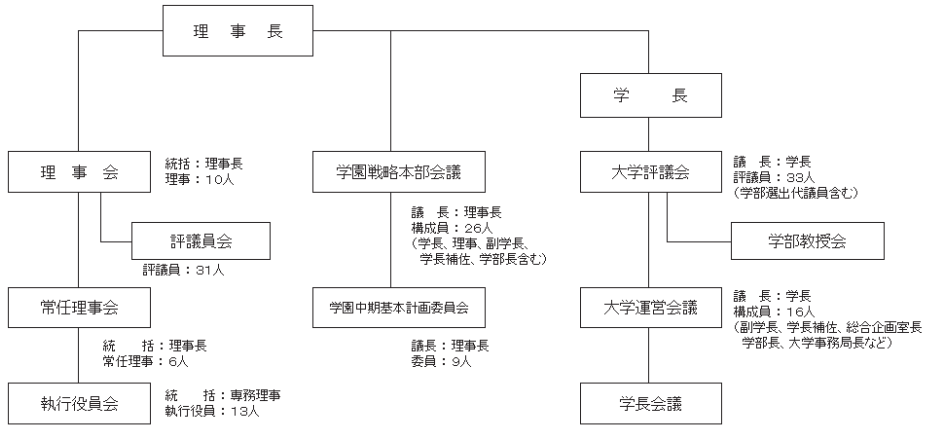 理事長
学長
理事会
統括：理事長
理事：10人
学園戦略本部会議
大学評議会
議　長：学長
評議員：33人
（学部選出代議員含む）
評議員会
評議員：31人
議　長：理事長
構成員：26人
（学長、理事、副学長、
学長補佐、学部長含む）
学部教授会
常任理事会
統　　括：理事長
常任理事：6人
学園中期基本計画委員会
議長：理事長
委員：9人
大学運営会議
議　長：学長
構成員：16人
（副学長、学長補佐、総合企画室長
学部長、大学事務局長など）
執行役員会
統　　括：専務理事
執行役員：13人
学長会議